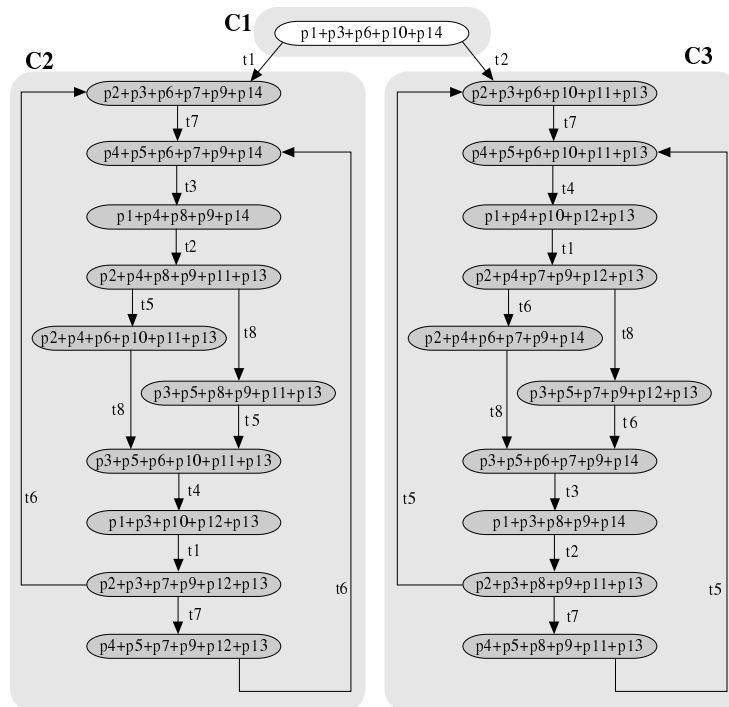 C1
p1+p3+p6+p10+p14
t1
t2
C2
C3
p2+p3+p6+p7+p9+p14
p2+p3+p6+p10+p11+p13
t7
t7
p4+p5+p6+p7+p9+p14
p4+p5+p6+p10+p11+p13
t3
t4
p1+p4+p8+p9+p14
p1+p4+p10+p12+p13
t2
t1
p2+p4+p8+p9+p11+p13
p2+p4+p7+p9+p12+p13
t5
t8
t6
t8
p2+p4+p6+p10+p11+p13
p2+p4+p6+p7+p9+p14
p3+p5+p8+p9+p11+p13
p3+p5+p7+p9+p12+p13
t8
t5
t8
t6
p3+p5+p6+p10+p11+p13
p3+p5+p6+p7+p9+p14
t6
t4
t5
t3
p1+p3+p10+p12+p13
p1+p3+p8+p9+p14
t1
t2
p2+p3+p7+p9+p12+p13
p2+p3+p8+p9+p11+p13
t6
t5
t7
t7
p4+p5+p7+p9+p12+p13
p4+p5+p8+p9+p11+p13